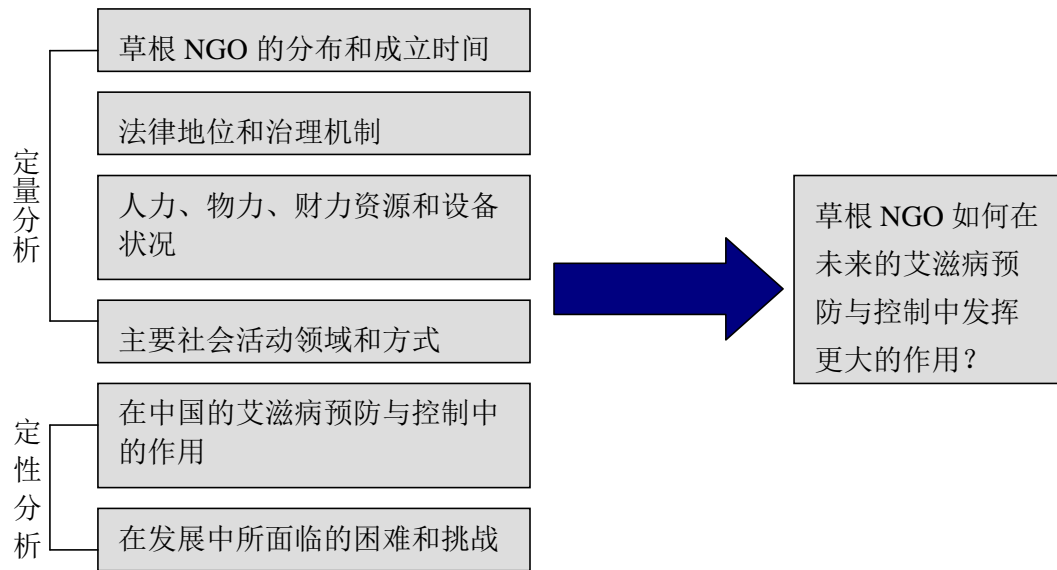 定量分析
草根 NGO 的分布和成立时间
法律地位和治理机制
人力、物力、财力资源和设备
状况
主要社会活动领域和方式
定性分析
在中国的艾滋病预防与控制中
的作用
在发展中所面临的困难和挑战
草根 NGO 如何在
未来的艾滋病预
防与控制中发挥
更大的作用？